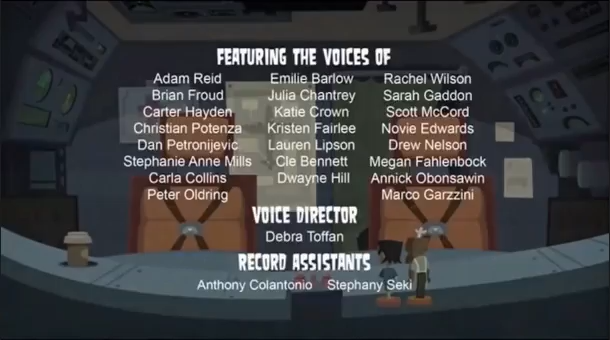 FEATURING THE VOICES OF
Adam Reid Emilie Barlow Rachel Wilson
Brian Froud Julia Chantrey Sarah Gaddon
Carter Hayden Katie Crown Scott McCord
Christian Potenza Kristen Fairlee Novie Edwards
Dan Petronijevic Lauren Lipson Drew Nelson
Stephanie Anne Mills Cle Bennett Megan Fahlenbock
Carla Collins Dwayne Hill Annick Obonsawin
Peter Oldring Marco Garzzini
VOICE DIRECTOR
Debra Toffan
RECORD ASSISTANTS
Anthony Colantonio Stephany Seki